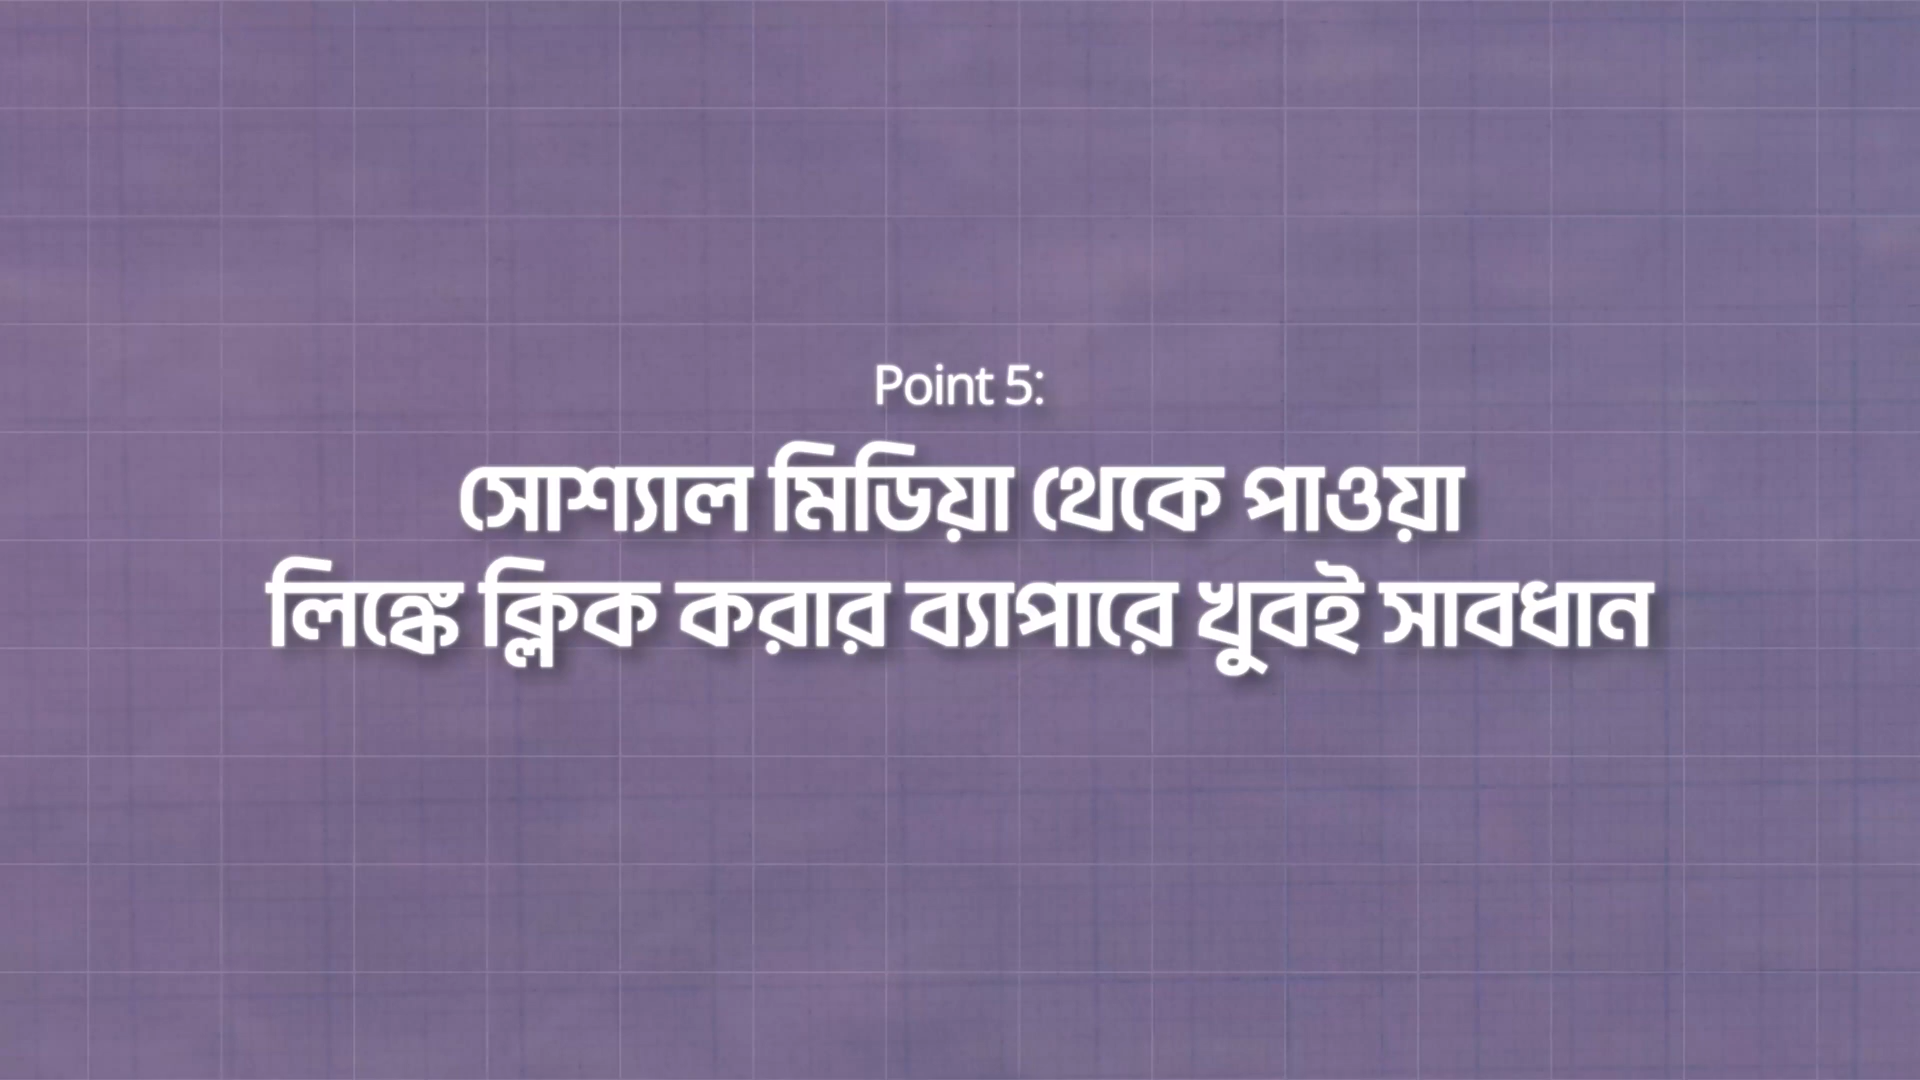 Point 5:
সোশ্যাল মিডিয়া থেকে পাওয়া
লিঙ্কে ক্লিক করার ব্যাপারে খুবই সাবধান